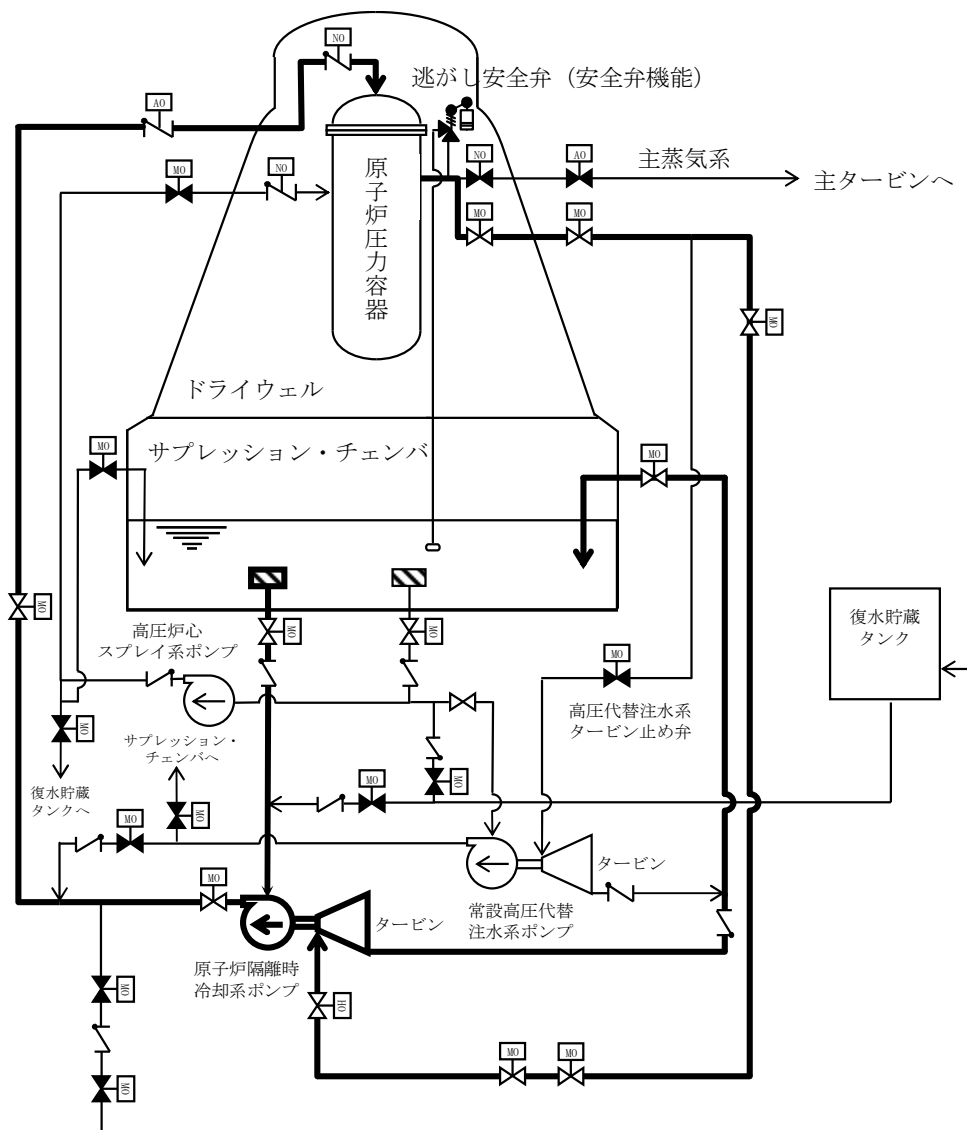 NO
逃がし安全弁（安全弁機能）
AO
NO
AO
主蒸気系
MO
NO
主タービンへ
原子炉圧力容器
MO
MO
MO
ドライウェル
サプレッション・チェンバ
MO
MO
MO
MO
MO
高圧炉心
スプレイ系ポンプ
復水貯蔵
タンク
MO
高圧代替注水系
タービン止め弁
MO
サプレッション・
チェンバへ
復水貯蔵
タンクへ
MO
MO
MO
MO
タービン
MO
常設高圧代替
注水系ポンプ
タービン
原子炉隔離時
冷却系ポンプ
MO
HO
MO
MO
MO